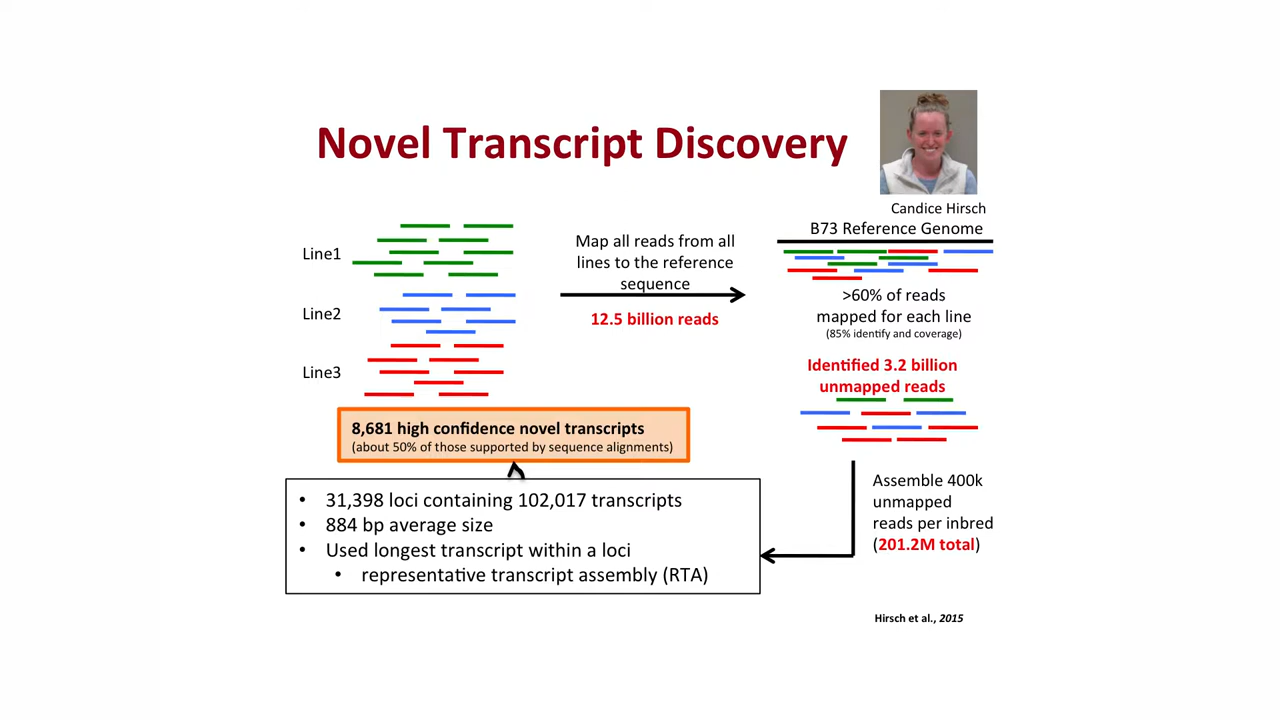 Novel Transcript Discovery
Candice Hirsch
Line1
Line2
Line3
Map all reads from all
lines to the reference
sequence
12.5 billion reads
B73 Reference Genome
>60% of reads
mapped for each line
(85% identify and coverage)
Identified 3.2 billion
unmapped reads
Assemble 400k
unmapped
reads per inbred
(201.2M total)
8,681 high confidence novel transcripts
(about 50% of those supported by sequence alignments)
• 31,398 loci containing 102,017 transcripts
• 884 bp average size
• Used longest transcript within a loci
• representative transcript assembly (RTA)
Hirsch et al., 2015